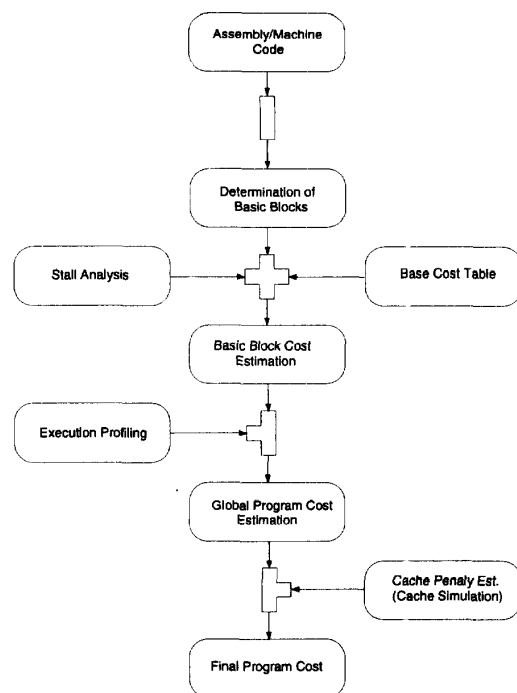 Assembly/Machine
Code
Determination of
Basic Blocks
Stall Analysis
Base Cost Table
Basic Block Cost
Estimation
Execution Profiling
Global Program Cost
Estimation
Cache Penaly Est.
(Cache Simulation)
Final Program Cost